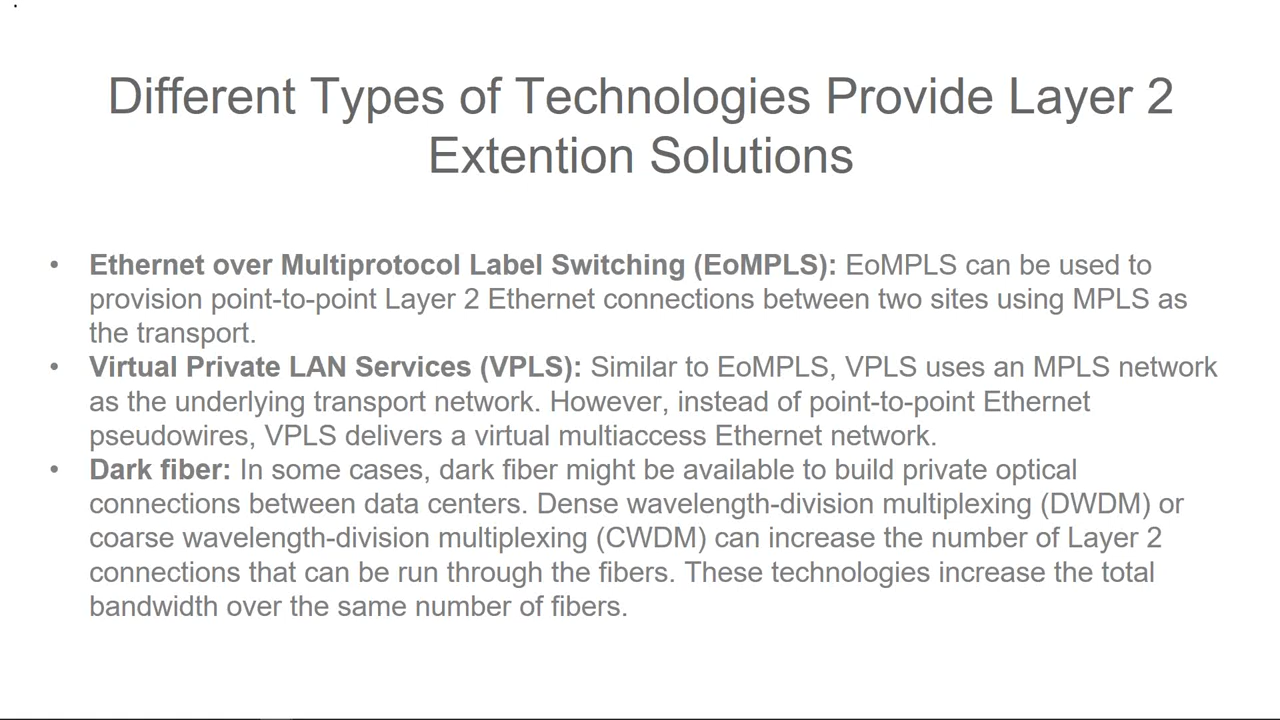 Different Types of Technologies Provide Layer 2
Extention Solutions
• Ethernet over Multiprotocol Label Switching (EoMPLS): EoMPLS can be used to
provision point-to-point Layer 2 Ethernet connections between two sites using MPLS as
the transport.
• Virtual Private LAN Services (VPLS): Similar to EoMPLS, VPLS uses an MPLS network
as the underlying transport network. However, instead of point-to-point Ethernet
pseudowires, VPLS delivers a virtual multiaccess Ethernet network.
• Dark fiber: In some cases, dark fiber might be available to build private optical
connections between data centers. Dense wavelength-division multiplexing (DWDM) or
coarse wavelength-division multiplexing (CWDM) can increase the number of Layer 2
connections that can be run through the fibers. These technologies increase the total
bandwidth over the same number of fibers.